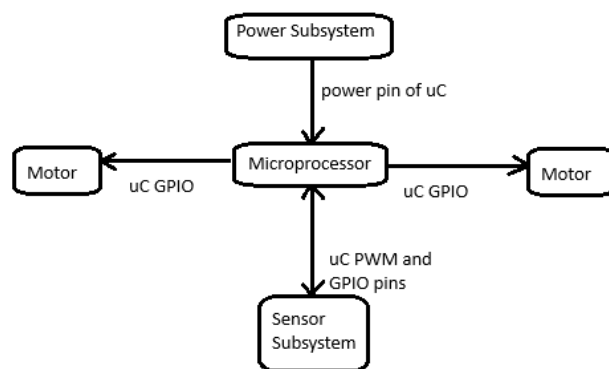 Power Subsystem
power pin of uC
Motor
uC GPIO
Microprocessor
uC GPIO
Motor
uC PWM and
GPIO pins
Sensor
Subsystem